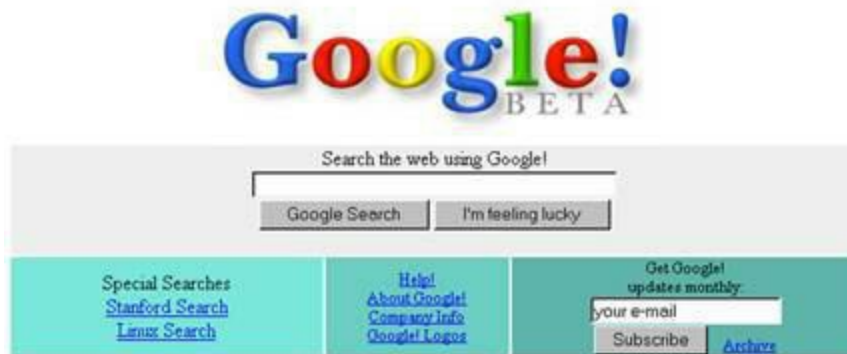 Google!
BETA
Search the web using Google!
Google Search I'm feeling lucky
Special Searches
Stanford Search
Linux Search
Help!
About Google!
Company Info
Google! Logos
Get Google!
updates monthly:
your e-mail
Subscribe Archive